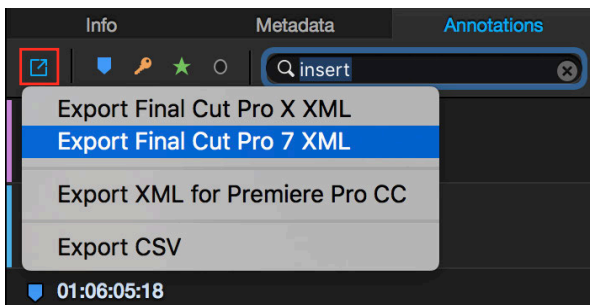 Info Metadata Annotations
insert
Export Final Cut Pro X XML
Export Final Cut Pro 7 XML
Export XML for Premiere Pro CC
Export CSV
01:06:05:18